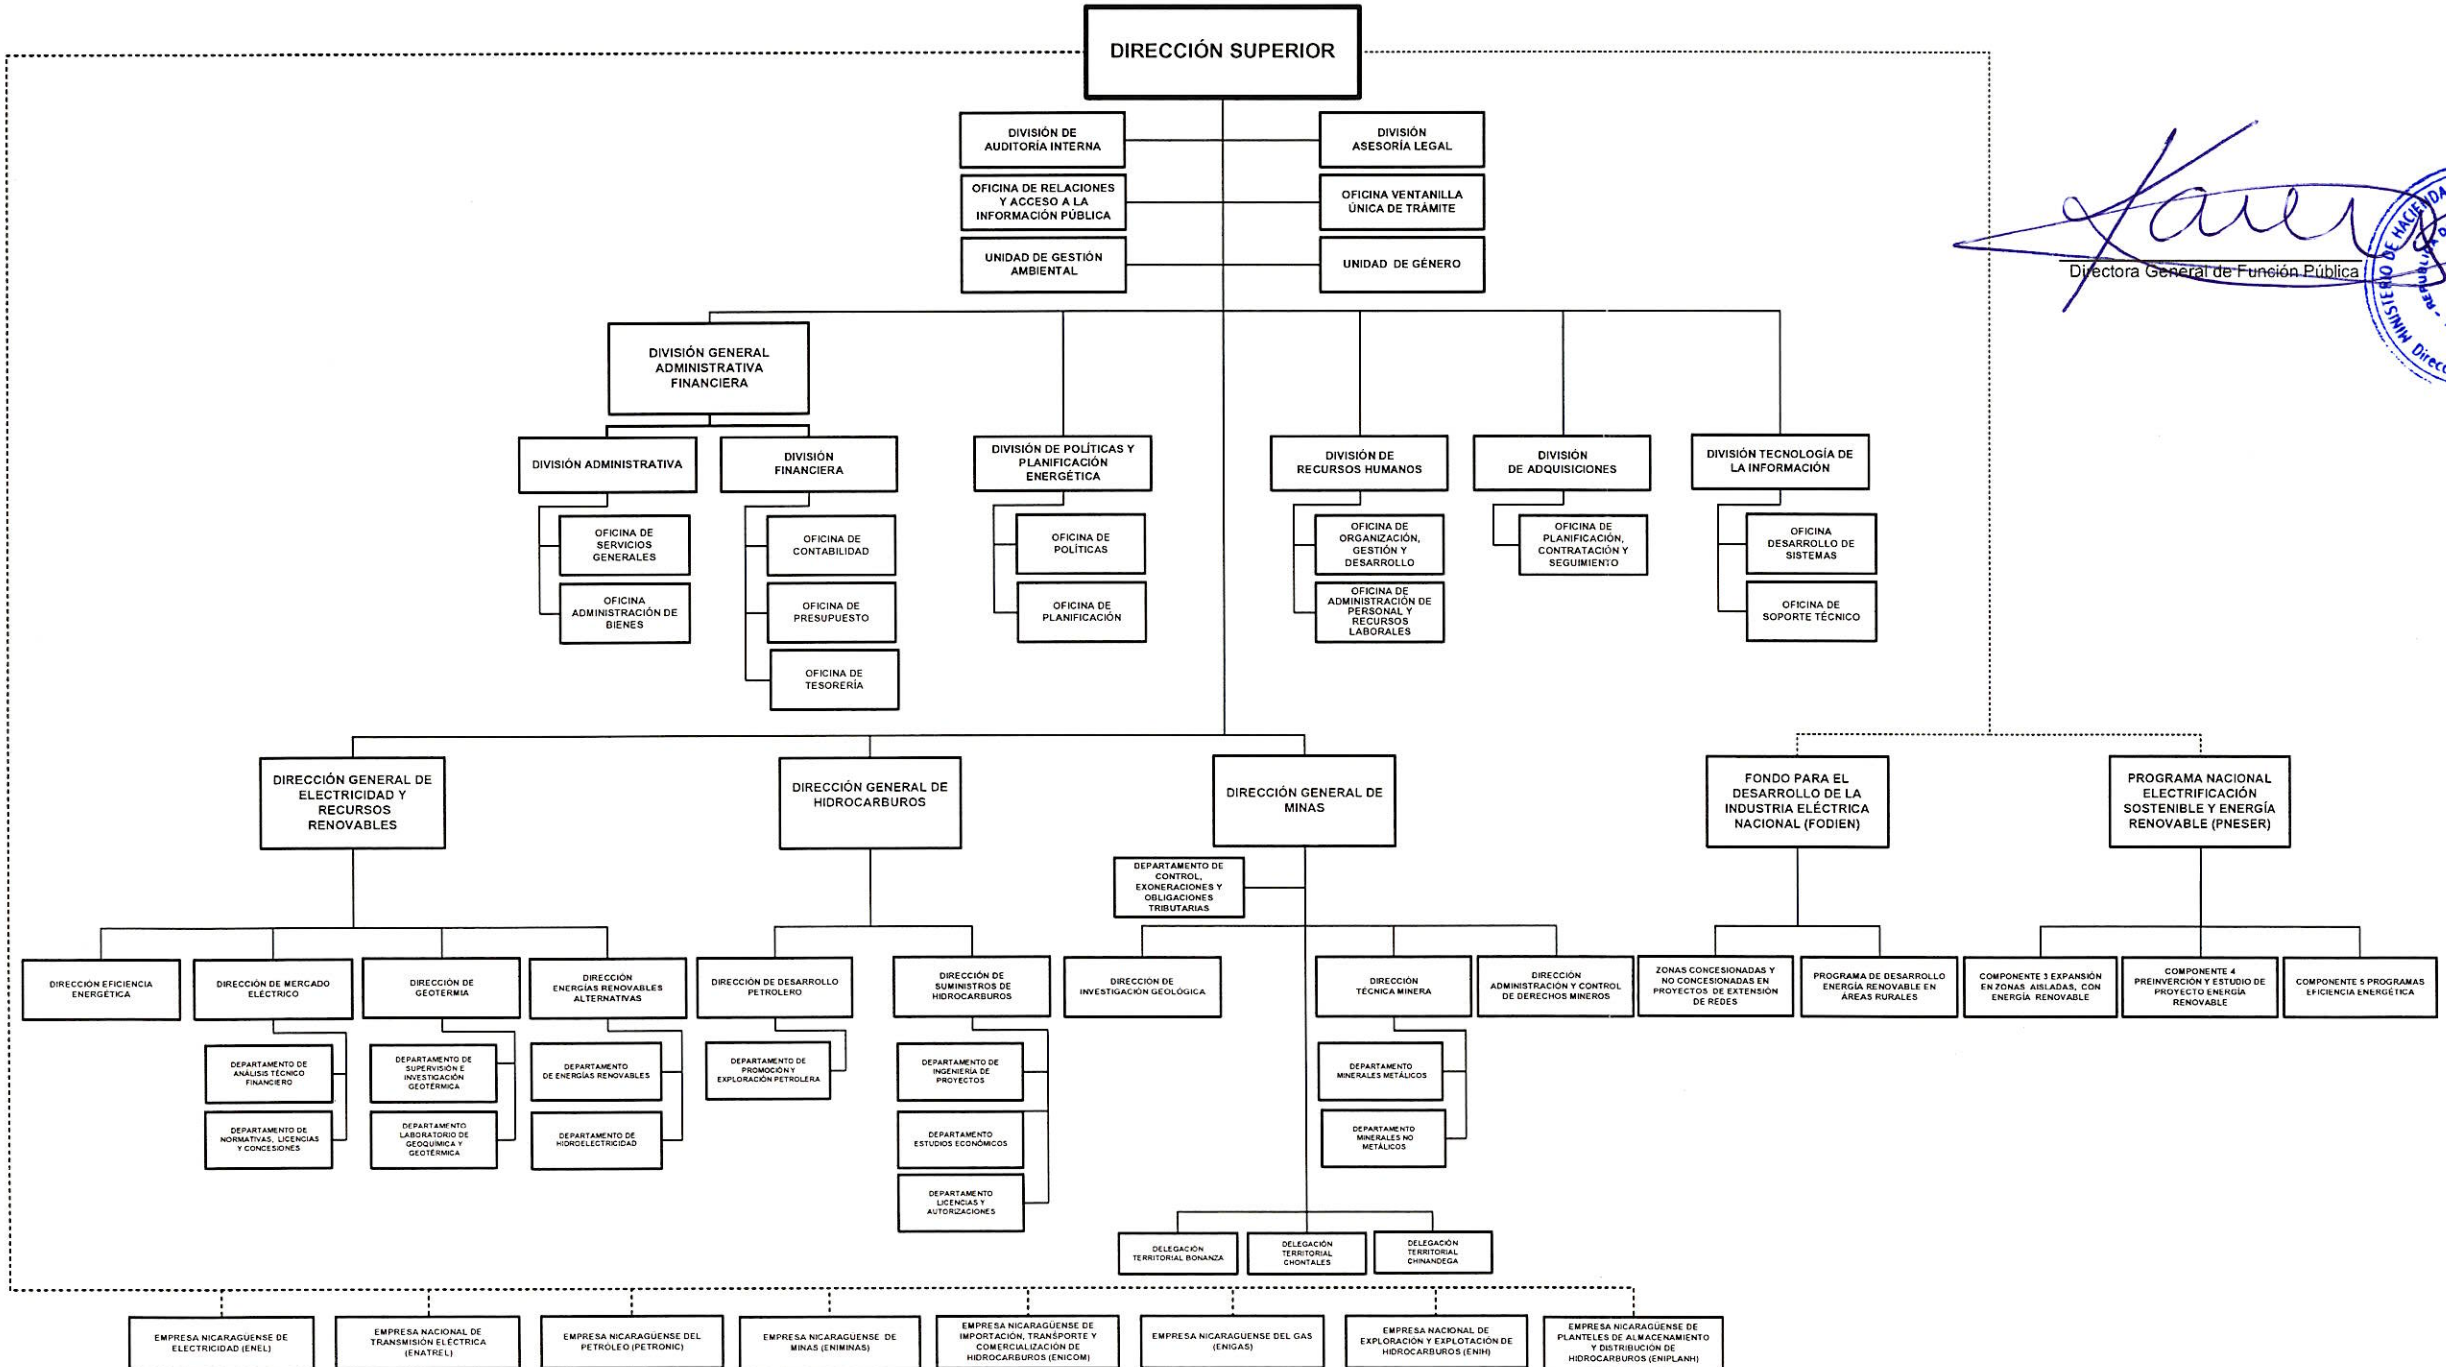 DIRECCIÓN SUPERIOR
DIVISIÓN DE
AUDITORÍA INTERNA
DIVISIÓN
ASESORÍA LEGAL
OFICINA DE RELACIONES
Y ACCESO A LA
INFORMACIÓN PÚBLICA
OFICINA VENTANILLA
ÚNICA DE TRÁMITE
UNIDAD DE GESTIÓN
AMBIENTAL
UNIDAD DE GÉNERO
Directora General de Función Pública
MINISTERIO DE HACIENDA
DIVISIÓN GENERAL
ADMINISTRATIVA
FINANCIERA
DIVISIÓN ADMINISTRATIVA
DIVISIÓN
FINANCIERA
DIVISIÓN DE POLÍTICAS Y
PLANIFICACIÓN
ENERGÉTICA
DIVISIÓN DE
RECURSOS HUMANOS
DIVISIÓN
DE ADQUISICIONES
DIVISIÓN TECNOLOGÍA DE
LA INFORMACIÓN
OFICINA DE
SERVICIOS
GENERALES
OFICINA DE
CONTABILIDAD
OFICINA DE
POLÍTICAS
OFICINA DE
ORGANIZACIÓN,
GESTIÓN Y
DESARROLLO
OFICINA DE
PLANIFICACIÓN,
CONTRATACIÓN Y
SEGUIMIENTO
OFICINA
DESARROLLO DE
SISTEMAS
OFICINA
ADMINISTRACIÓN DE
BIENES
OFICINA DE
PRESUPUESTO
OFICINA DE
PLANIFICACIÓN
OFICINA DE
ADMINISTRACIÓN DE
PERSONAL Y
RECURSOS
LABORALES
OFICINA DE
SOPORTE TÉCNICO
OFICINA DE
TESORERÍA
DIRECCIÓN GENERAL DE
ELECTRICIDAD Y
RECURSOS
RENOVABLES
DIRECCIÓN GENERAL DE
HIDROCARBUROS
DIRECCIÓN GENERAL DE
MINAS
FONDO PARA EL
DESARROLLO DE LA
INDUSTRIA ELÉCTRICA
NACIONAL (FODIEN)
PROGRAMA NACIONAL
ELECTRIFICACIÓN
SOSTENIBLE Y ENERGÍA
RENOVABLE (PNESER)
DEPARTAMENTO DE
CONTROL,
EXONERACIONES Y
OBLIGACIONES
TRIBUTARIAS
DIRECCIÓN EFICIENCIA
ENERGÉTICA
DIRECCIÓN DE MERCADO
ELÉCTRICO
DIRECCIÓN DE
GEOTERMIA
DIRECCIÓN
ENERGÍAS RENOVABLES
ALTERNATIVAS
DIRECCIÓN DE DESARROLLO
PETROLERO
DIRECCIÓN DE
SUMINISTROS DE
HIDROCARBUROS
DIRECCIÓN DE
INVESTIGACIÓN GEOLÓGICA
DIRECCIÓN
TÉCNICA MINERA
DIRECCIÓN
ADMINISTRACIÓN Y CONTROL
DE DERECHOS MINEROS
ZONAS CONCESIONADAS Y
NO CONCESIONADAS EN
PROYECTOS DE EXTENSIÓN
DE REDES
PROGRAMA DE DESARROLLO
ENERGÍA RENOVABLE EN
ÁREAS RURALES
COMPONENTE 3 EXPANSIÓN
EN ZONAS AISLADAS, CON
ENERGÍA RENOVABLE
COMPONENTE 4
PREINVERCIÓN Y ESTUDIO DE
PROYECTO ENERGÍA
RENOVABLE
COMPONENTE 5 PROGRAMAS
EFICIENCIA ENERGÉTICA
DEPARTAMENTO DE
ANÁLISIS TÉCNICO
FINANCIERO
DEPARTAMENTO DE
SUPERVISIÓN E
INVESTIGACIÓN
GEOTÉRMICA
DEPARTAMENTO
DE ENERGÍAS RENOVABLES
DEPARTAMENTO DE
PROMOCIÓN Y
EXPLORACIÓN PETROLERA
DEPARTAMENTO DE
INGENIERÍA DE
PROYECTOS
DEPARTAMENTO
MINERALES METÁLICOS
DEPARTAMENTO DE
NORMATIVAS, LICENCIAS
Y CONCESIONES
DEPARTAMENTO
LABORATORIO DE
GEOQUÍMICA Y
GEOTÉRMICA
DEPARTAMENTO DE
HIDROELECTRICIDAD
DEPARTAMENTO
ESTUDIOS ECONÓMICOS
DEPARTAMENTO
MINERALES NO
METÁLICOS
DEPARTAMENTO
LICENCIAS Y
AUTORIZACIONES
DELEGACIÓN
TERRITORIAL BONANZA
DELEGACIÓN
TERRITORIAL
CHONTALES
DELEGACIÓN
TERRITORIAL
CHINANDEGA
EMPRESA NICARAGÜENSE DE
ELECTRICIDAD (ENEL)
EMPRESA NACIONAL DE
TRANSMISIÓN ELÉCTRICA
(ENATREL)
EMPRESA NICARAGÜENSE DEL
PETRÓLEO (PETRONIC)
EMPRESA NICARAGUENSE DE
MINAS (ENIMINAS)
EMPRESA NICARAGÜENSE DE
IMPORTACIÓN, TRANSPORTE Y
COMERCIALIZACIÓN DE
HIDROCARBUROS (ENICOM)
EMPRESA NICARAGUENSE DEL GAS
(ENIGAS)
EMPRESA NACIONAL DE
EXPLORACIÓN Y EXPLOTACIÓN DE
HIDROCARBUROS (ENIH)
EMPRESA NICARAGÜENSE DE
PLANTELES DE ALMACENAMIENTO
Y DISTRIBUCIÓN DE
HIDROCARBUROS (ENIPLANH)